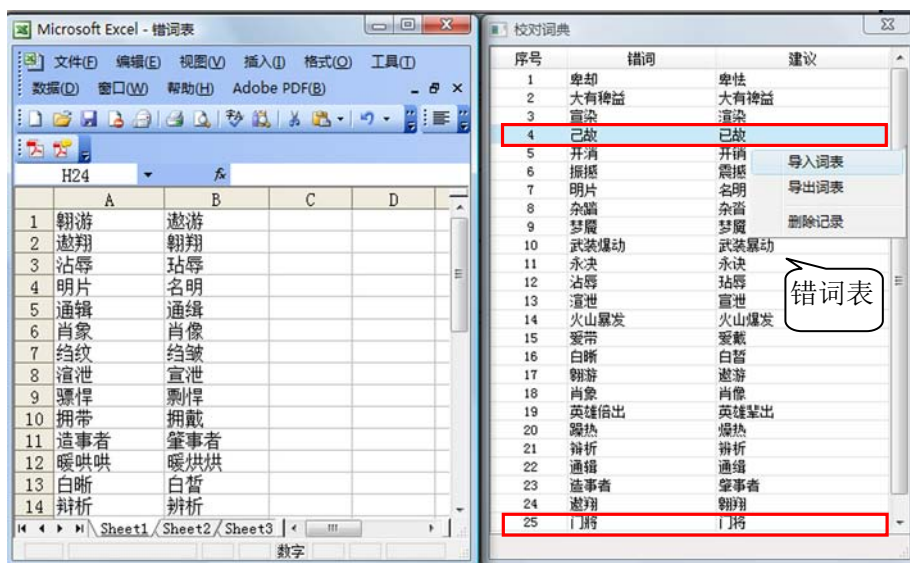 Microsoft Excel - 错词表
文件(F) 编辑(E) 视图(V) 插入(I) 格式(O) 工具(T)
数据(D) 窗口(W) 帮助(H) Adobe PDF(B)
H24 fx
A B C D
1 翱游 遨游
2 遨翔 翱翔
3 沾辱 玷辱
4 明片 名明
5 通辑 通缉
6 肖象 肖像
7 绉纹 绉皱
8 渲泄 宣泄
9 骠悍 剽悍
10 拥带 拥戴
11 造事者 肇事者
12 暖哄哄 暖烘烘
13 白晰 白皙
14 辩析 辨析
Sheet1 Sheet2 Sheet3
数字
校对词典
序号 错词 建议
1 卑却 卑怯
2 大有稗益 大有裨益
3 宣染 渲染
4 己故 已故
5 开消 开销
6 振撼 震撼
7 明片 名明
8 杂踏 杂沓
9 梦魇 梦魇
10 武装爆动 武装暴动
11 永决 永诀
12 沾辱 玷辱
13 渲泄 宣泄
14 火山暴发 火山爆发
15 爱带 爱戴
16 白晰 白皙
17 翱游 遨游
18 肖象 肖像
19 英雄倍出 英雄辈出
20 躁热 燥热
21 辩析 辨析
22 通辑 通缉
23 造事者 肇事者
24 遨翔 翱翔
25 门将 门将
导入词表
导出词表
删除记录
错词表